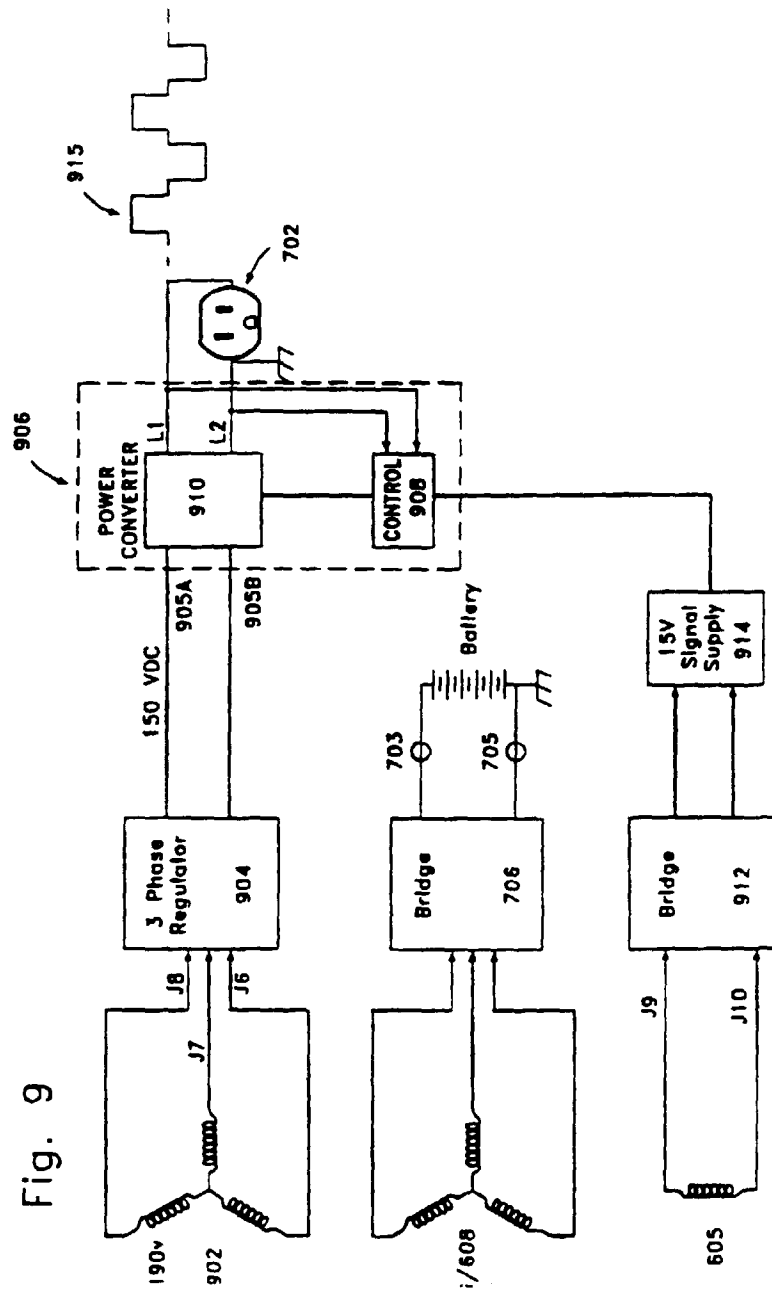 Fig. 9
190v
902
J8
J7
J6
3 Phase
Regulator
904
150 VDC
905A
905B
906
POWER
CONVERTER
910
L1
L2
CONTROL
908
702
915
i/608
Bridge
706
703
705
Battery
605
J9
J10
Bridge
912
15V
Signal
Supply
914